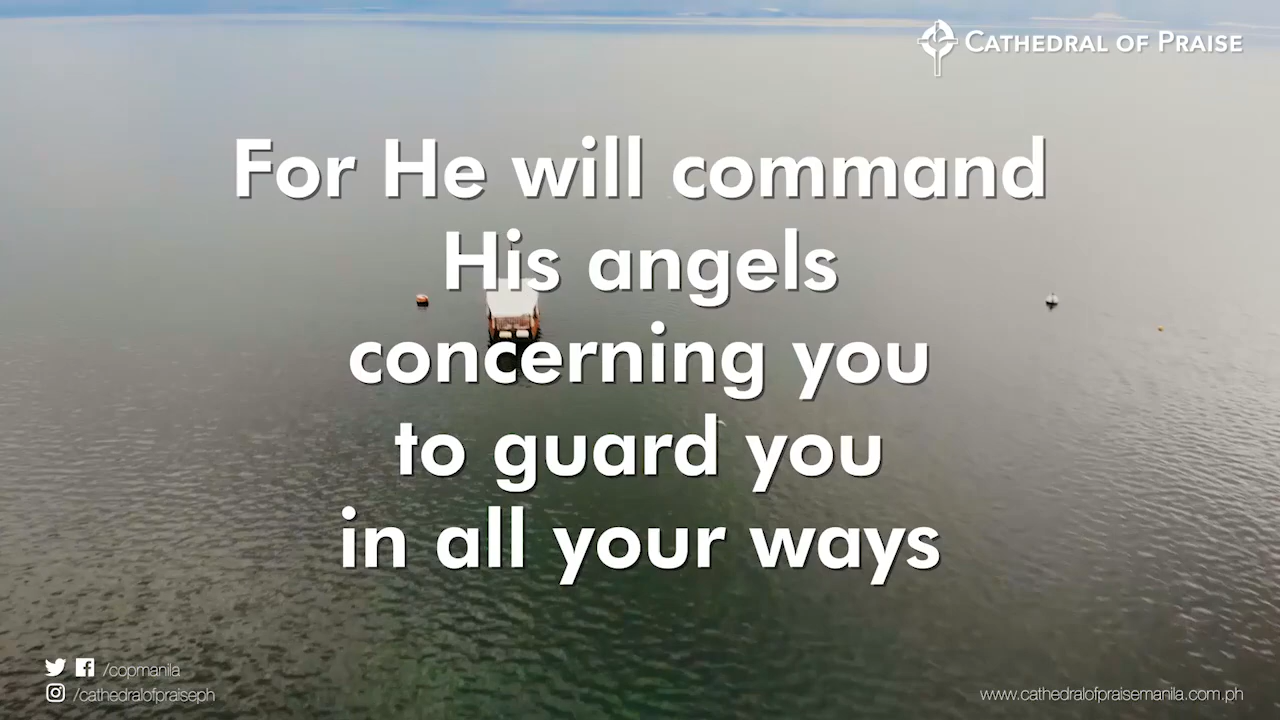 CATHEDRAL OF PRAISE
For He will command
His angels
concerning you
to guard you
in all your ways
/copmanila
/cathedralofpraiseph
www.cathedralofpraisemanila.com.ph